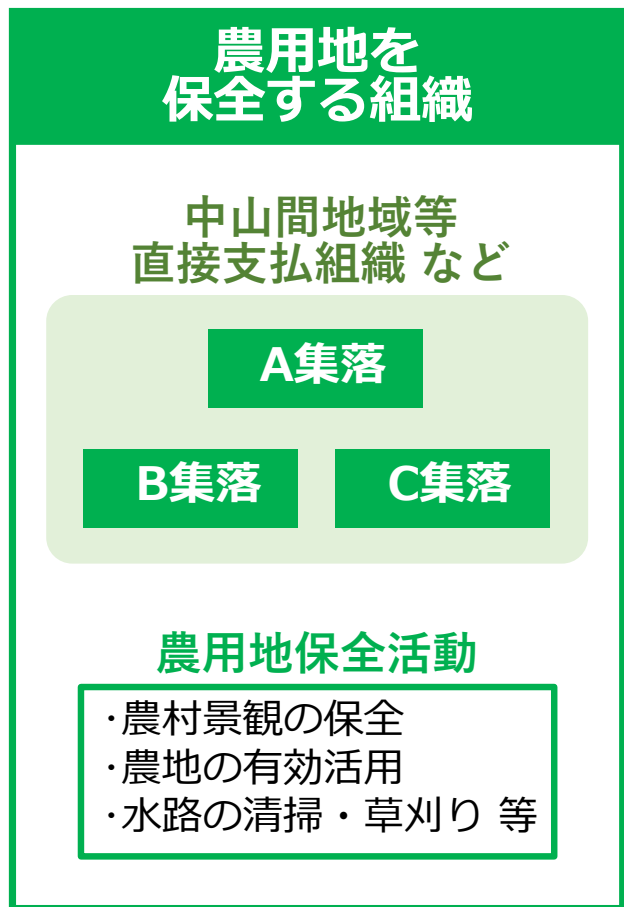 農用地を
保全する組織
中山間地域等
直接支払組織 など
A集落
B集落
C集落
農用地保全活動
･農村景観の保全
･農地の有効活用
･水路の清掃・草刈り 等